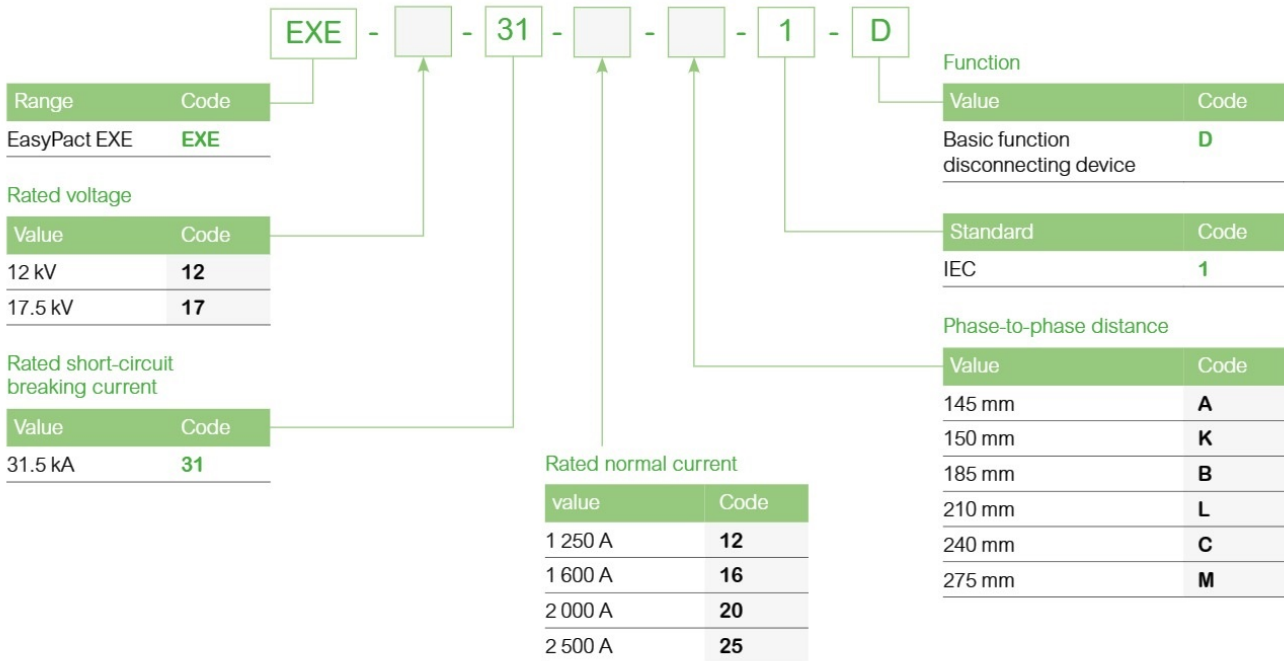 EXE - - 31 - - - 1 - D
Range Code
EasyPact EXE EXE
Rated voltage
Value Code
12 kV 12
17.5 kV 17
Rated short-circuit
breaking current
Value Code
31.5 kA 31
Rated normal current
value Code
1 250 A 12
1 600 A 16
2 000 A 20
2 500 A 25
Function
Value Code
Basic function D
disconnecting device
Standard Code
IEC 1
Phase-to-phase distance
Value Code
145 mm A
150 mm K
185 mm B
210 mm L
240 mm C
275 mm M